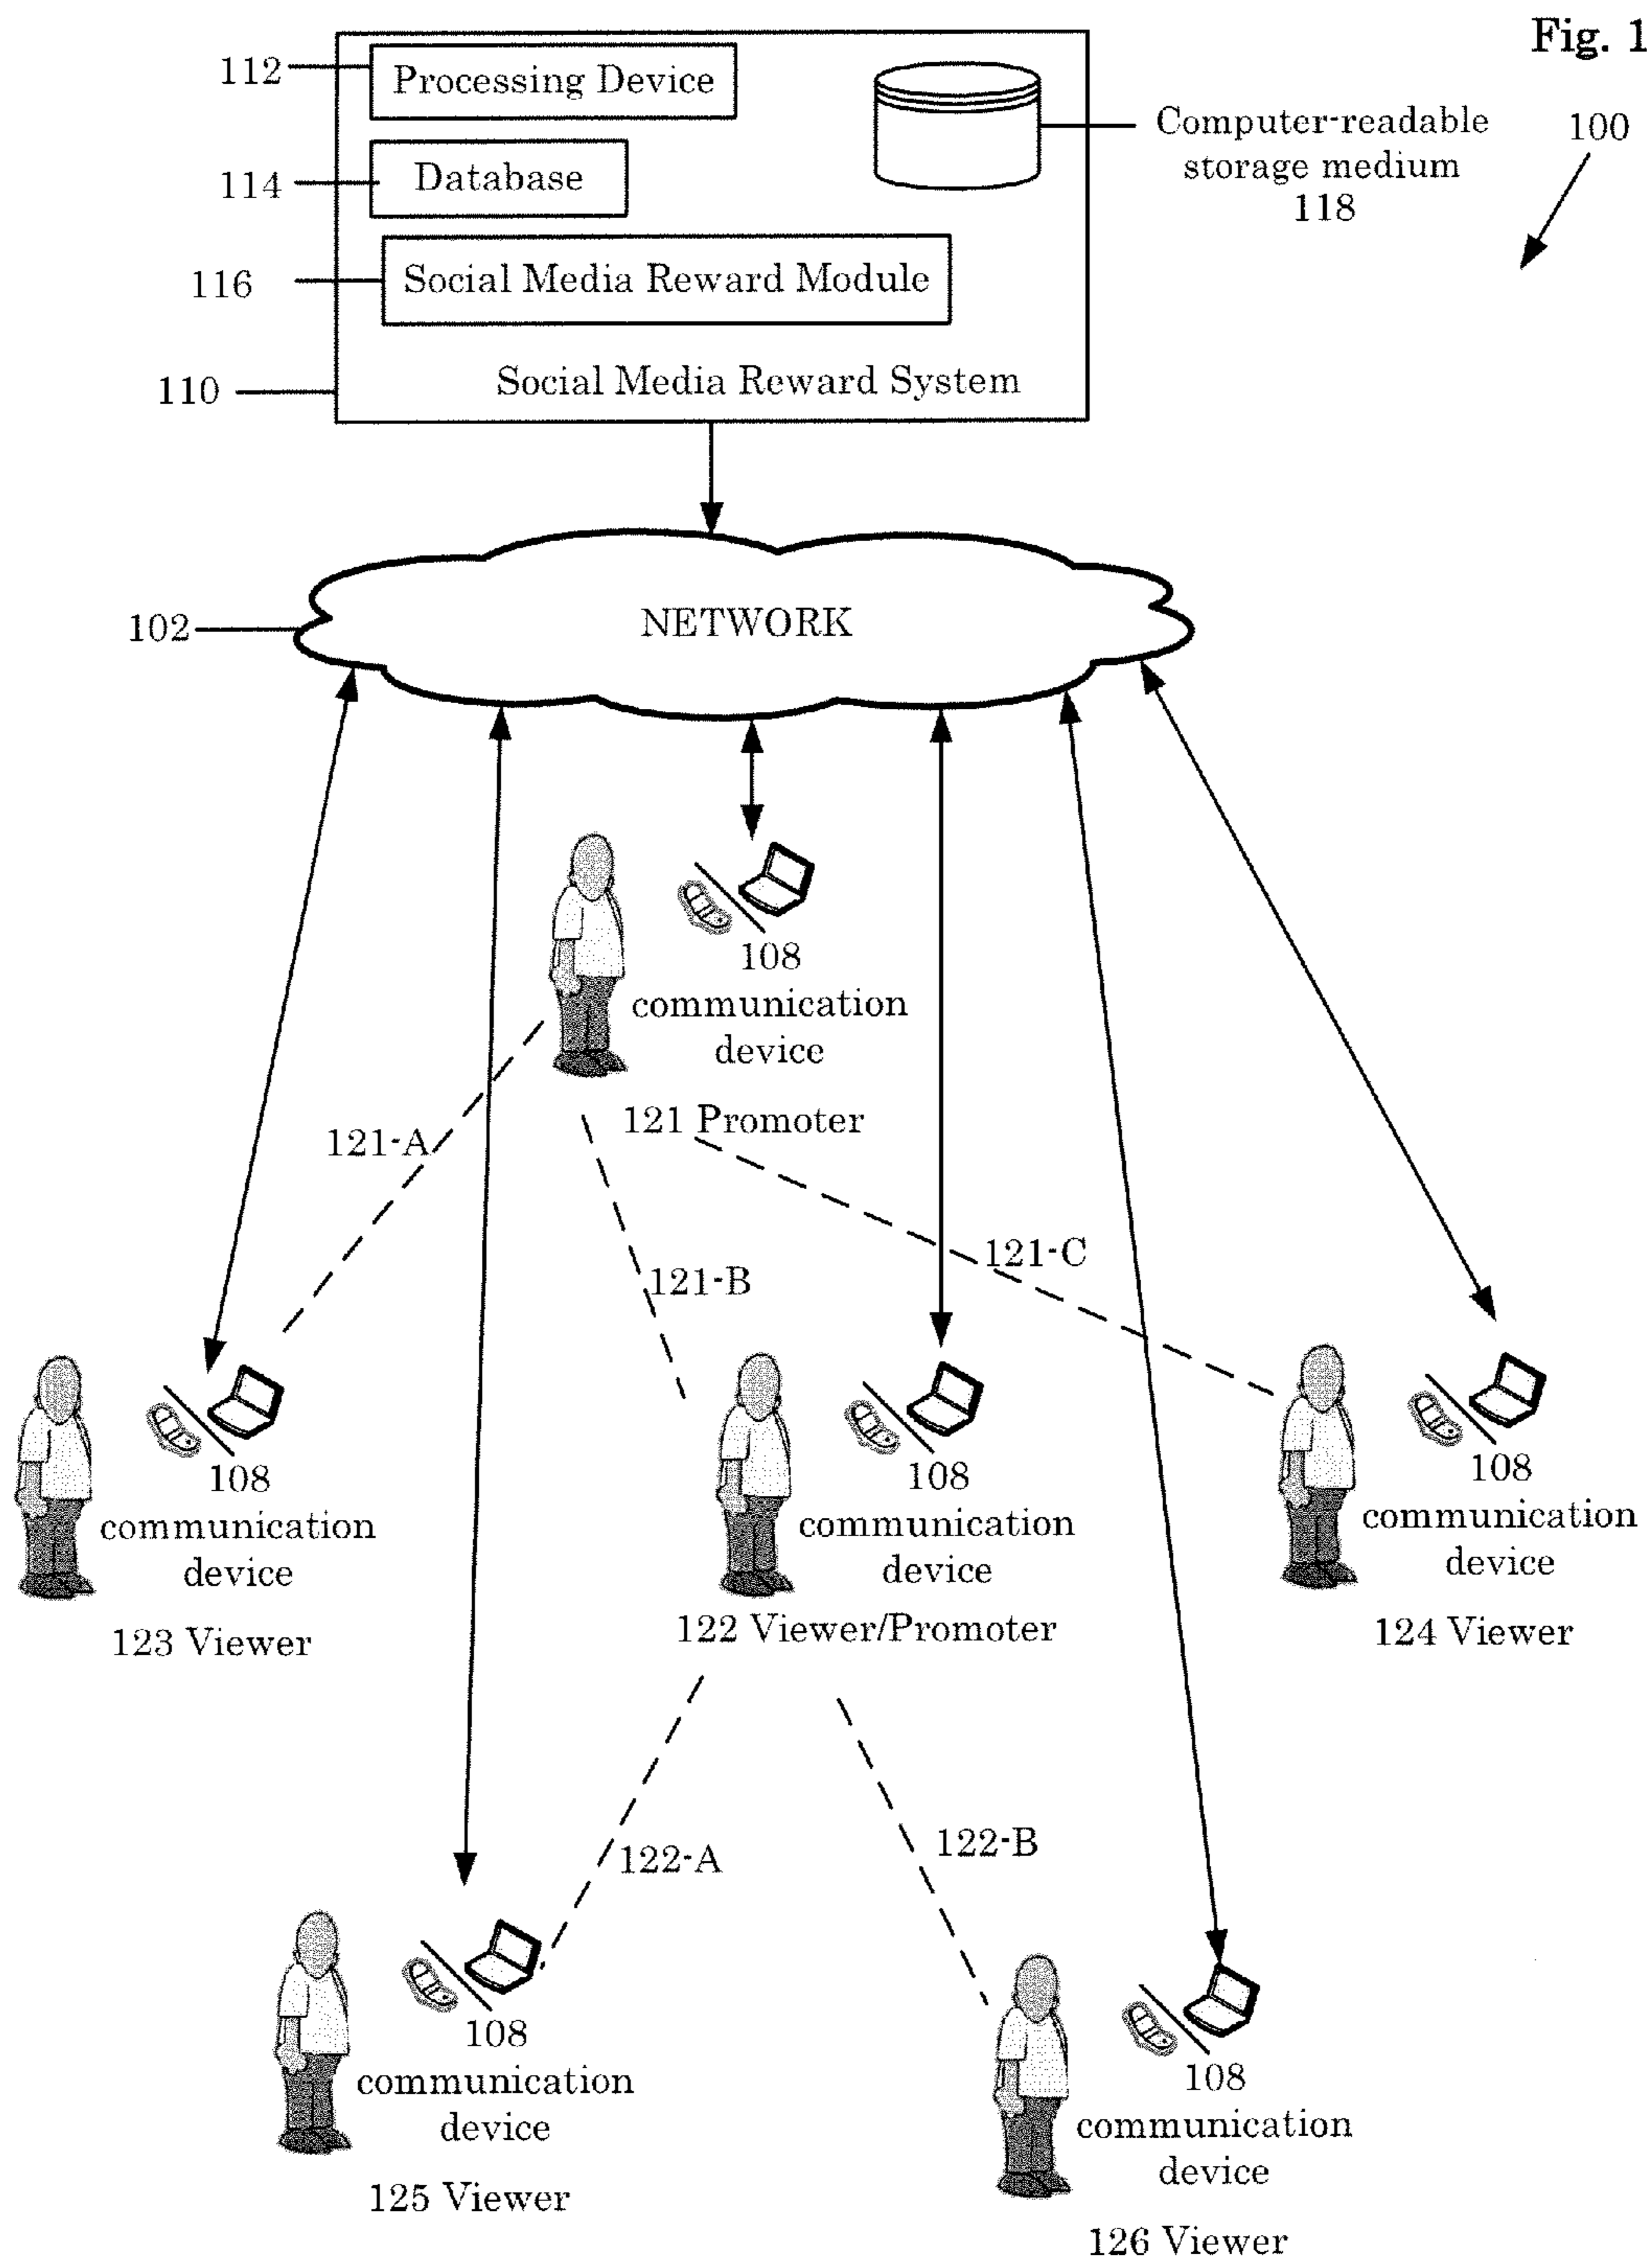 Fig. 1
112
Processing Device
Computer-readable
storage medium
118
100
114
Database
116
Social Media Reward Module
110
Social Media Reward System
102
NETWORK
108
communication
device
121 Promoter
121-A
121-B
121-C
108
communication
device
123 Viewer
108
communication
device
122 Viewer/Promoter
108
communication
device
124 Viewer
122-A
122-B
108
communication
device
125 Viewer
108
communication
device
126 Viewer